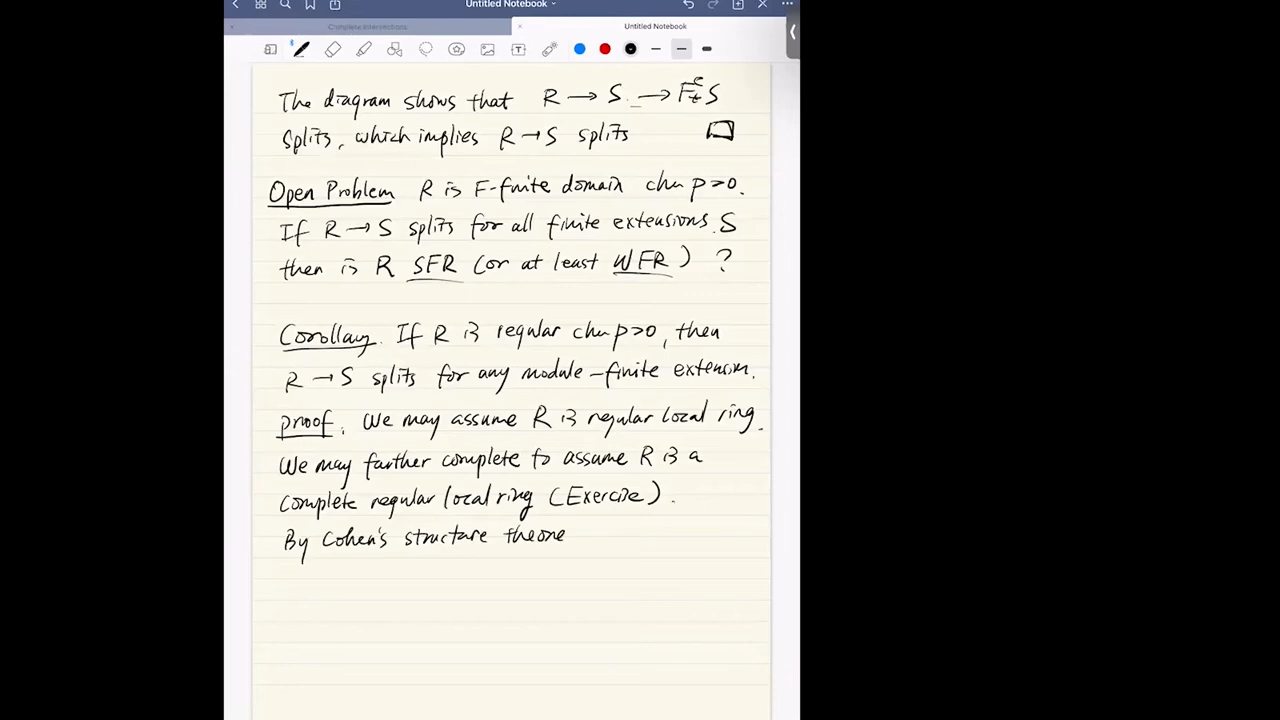 Untitled Notebook
Complete Intersections
Untitled Notebook
The diagram shows that R → S → F^e_* S
splits, which implies R → S splits □
Open Problem R is F-finite domain char p>0.
If R → S splits for all finite extensions S
then is R SFR (or at least WFR) ?
Corollary. If R is regular char p>0, then
R → S splits for any module-finite extension.
proof. We may assume R is regular local ring.
We may further complete to assume R is a
complete regular local ring (Exercise).
By Cohen's structure theore